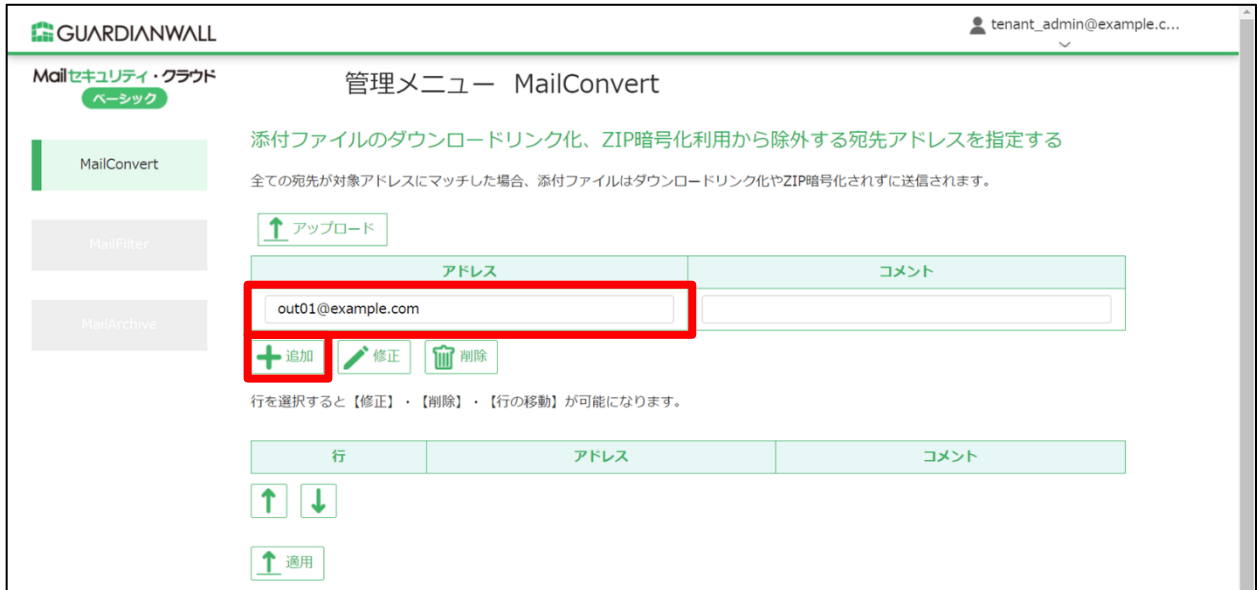 GUARDIANWALL
tenant_admin@example.c...
Mailセキュリティ・クラウド
ベーシック
管理メニュー MailConvert
MailConvert
MailFilter
MailArchive
添付ファイルのダウンロードリンク化、ZIP暗号化利用から除外する宛先アドレスを指定する
全ての宛先が対象アドレスにマッチした場合、添付ファイルはダウンロードリンク化やZIP暗号化されずに送信されます。
アップロード
アドレス コメント
out01@example.com
追加 修正 削除
行を選択すると【修正】・【削除】・【行の移動】が可能になります。
行 アドレス コメント
適用